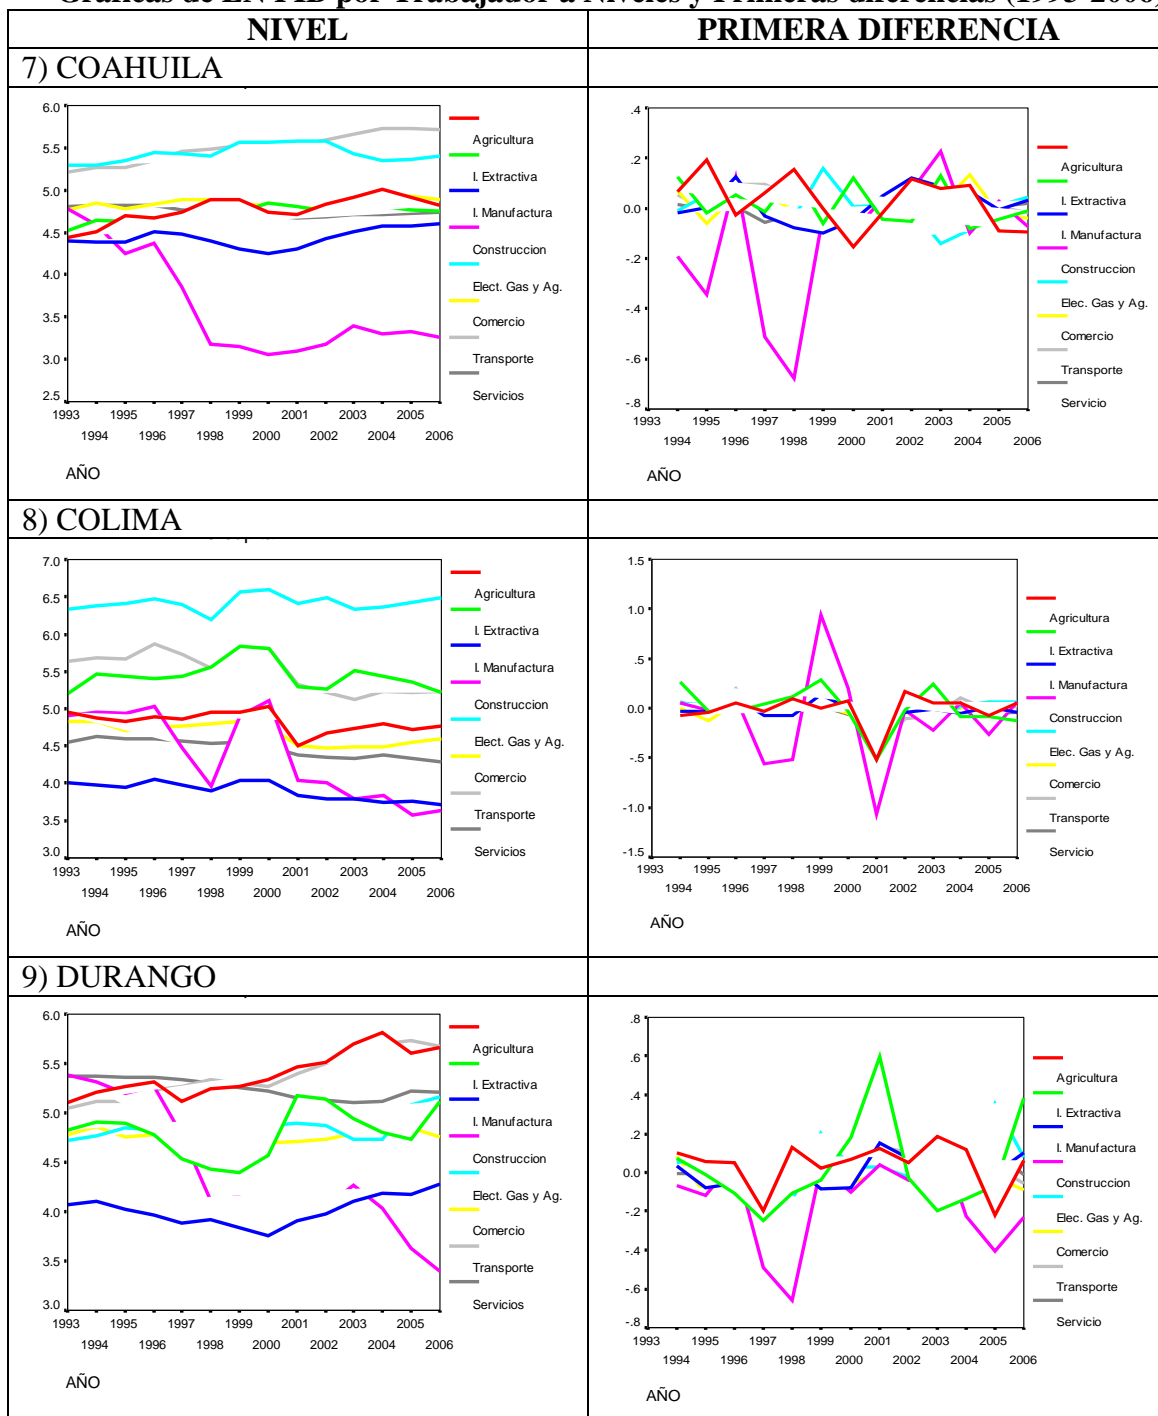 Gráficas de LN PIB por Trabajador a Niveles y Primeras diferencias (1993-2006)
NIVEL PRIMERA DIFERENCIA
7) COAHUILA
6.0
5.5
5.0
4.5
4.0
3.5
3.0
2.5
1993 1995 1997 1999 2001 2003 2005
1994 1996 1998 2000 2002 2004 2006
AÑO
Agricultura
I. Extractiva
I. Manufactura
Construccion
Elect. Gas y Ag.
Comercio
Transporte
Servicios
.4
.2
0.0
-.2
-.4
-.6
-.8
1993 1995 1997 1999 2001 2003 2005
1994 1996 1998 2000 2002 2004 2006
AÑO
Agricultura
I. Extractiva
I. Manufactura
Construccion
Elec. Gas y Ag.
Comercio
Transporte
Servicio
8) COLIMA
7.0
6.5
6.0
5.5
5.0
4.5
4.0
3.5
3.0
1993 1995 1997 1999 2001 2003 2005
1994 1996 1998 2000 2002 2004 2006
AÑO
Agricultura
I. Extractiva
I. Manufactura
Construccion
Elect. Gas y Ag.
Comercio
Transporte
Servicios
1.5
1.0
.5
0.0
-.5
-1.0
-1.5
1993 1995 1997 1999 2001 2003 2005
1994 1996 1998 2000 2002 2004 2006
AÑO
Agricultura
I. Extractiva
I. Manufactura
Construccion
Elec. Gas y Ag.
Comercio
Transporte
Servicio
9) DURANGO
6.0
5.5
5.0
4.5
4.0
3.5
3.0
1993 1995 1997 1999 2001 2003 2005
1994 1996 1998 2000 2002 2004 2006
AÑO
Agricultura
I. Extractiva
I. Manufactura
Construccion
Elect. Gas y Ag.
Comercio
Transporte
Servicios
.8
.6
.4
.2
0.0
-.2
-.4
-.6
-.8
1993 1995 1997 1999 2001 2003 2005
1994 1996 1998 2000 2002 2004 2006
AÑO
Agricultura
I. Extractiva
I. Manufactura
Construccion
Elec. Gas y Ag.
Comercio
Transporte
Servicio